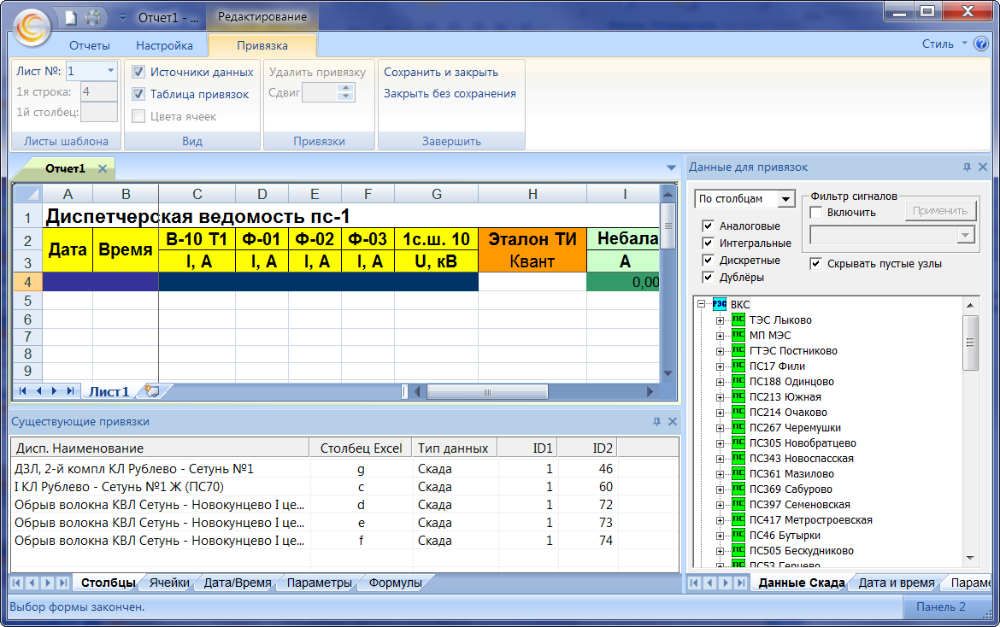 Отчет1 - ...
Редактирование
Отчеты
Настройка
Привязка
Стиль
Лист №: 1
1я строка: 4
1й столбец:
Листы шаблона
Источники данных
Таблица привязок
Цвета ячеек
Вид
Удалить привязку
Сдвиг
Привязки
Сохранить и закрыть
Закрыть без сохранения
Завершить
Отчет1
A B C D E F G H I
1 Диспетчерская ведомость пс-1
2 Дата Время В-10 Т1 Ф-01 Ф-02 Ф-03 1с.ш. 10 Эталон ТИ Небала
3 I, А I, А I, А I, А U, кВ Квант А
4 0,00
5
6
7
8
9
Лист1
Существующие привязки
Дисп. Наименование Столбец Excel Тип данных ID1 ID2
ДЗЛ, 2-й компл КЛ Рублево - Сетунь №1 g Скада 1 46
I КЛ Рублево - Сетунь №1 Ж (ПС70) c Скада 1 60
Обрыв волокна КВЛ Сетунь - Новокунцево I це... d Скада 1 72
Обрыв волокна КВЛ Сетунь - Новокунцево I це... e Скада 1 73
Обрыв волокна КВЛ Сетунь - Новокунцево I це... f Скада 1 74
Столбцы Ячейки Дата/Время Параметры Формулы
Данные для привязок
По столбцам
Аналоговые
Интегральные
Дискретные
Дублёры
Фильтр сигналов
Включить
Применить
Скрывать пустые узлы
РЭС ВКС
ПС ТЭС Лыково
ПС МП МЭС
ПС ГТЭС Постниково
ПС ПС17 Фили
ПС ПС188 Одинцово
ПС ПС213 Южная
ПС ПС214 Очаково
ПС ПС267 Черемушки
ПС ПС305 Новобратцево
ПС ПС343 Новоспасская
ПС ПС361 Мазилово
ПС ПС369 Сабурово
ПС ПС397 Семеновская
ПС ПС417 Метростроевская
ПС ПС46 Бутырки
ПС ПС505 Бескудниково
ПС ПС53 Герцево
Данные Скада Дата и время Параме
Выбор формы закончен.
Панель 2